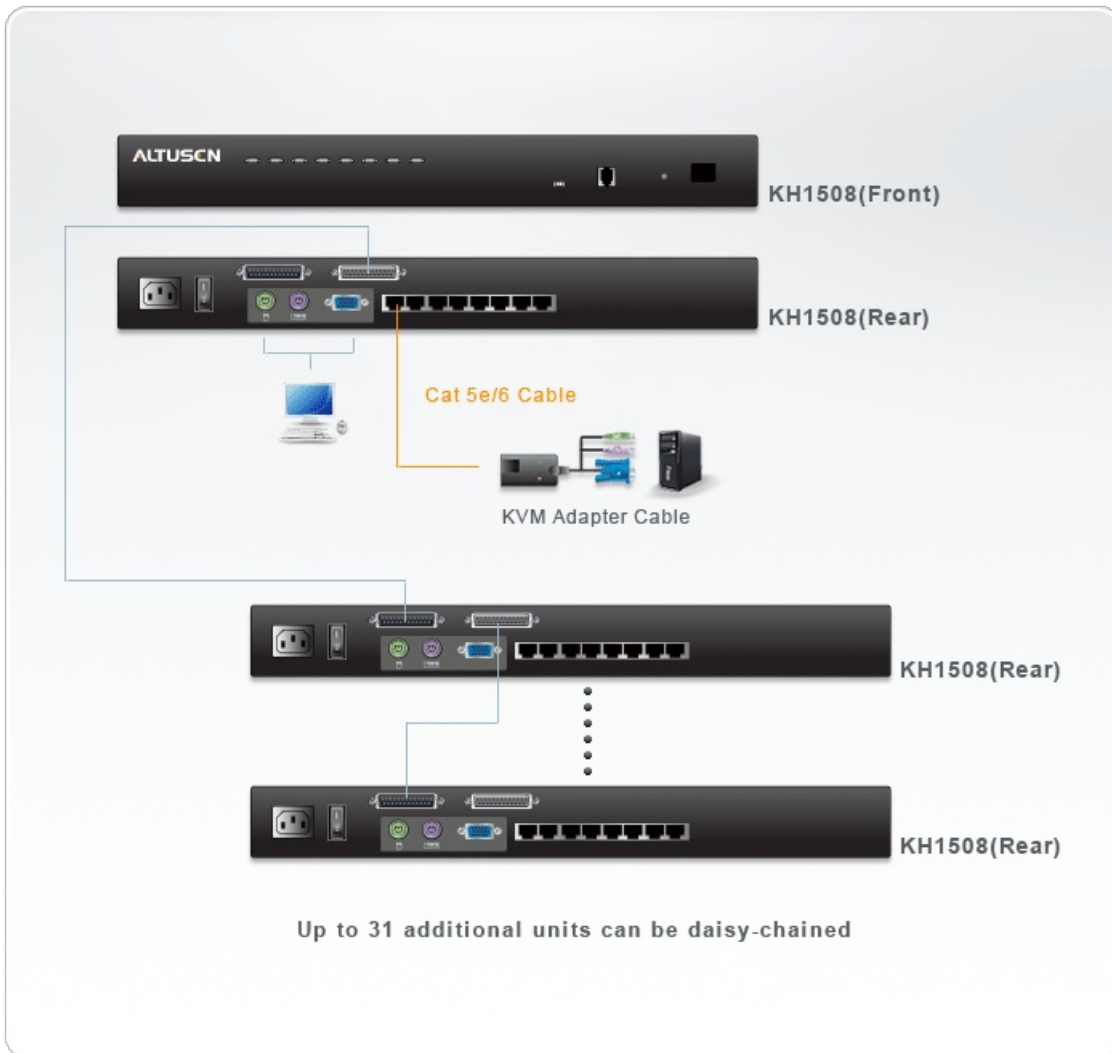 ALTUSCN
KH1508(Front)
KH1508(Rear)
Cat 5e/6 Cable
KVM Adapter Cable
KH1508(Rear)
KH1508(Rear)
Up to 31 additional units can be daisy-chained